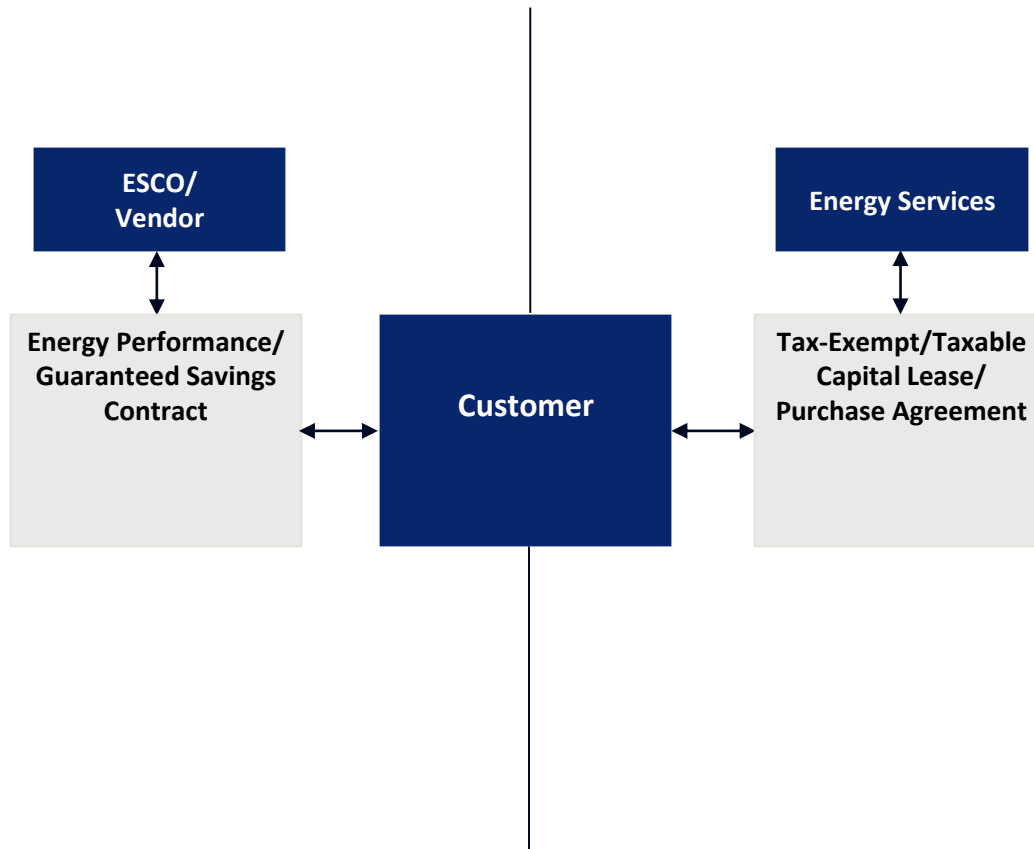 ESCO/
Vendor
Energy Services
Energy Performance/
Guaranteed Savings
Contract
Customer
Tax-Exempt/Taxable
Capital Lease/
Purchase Agreement